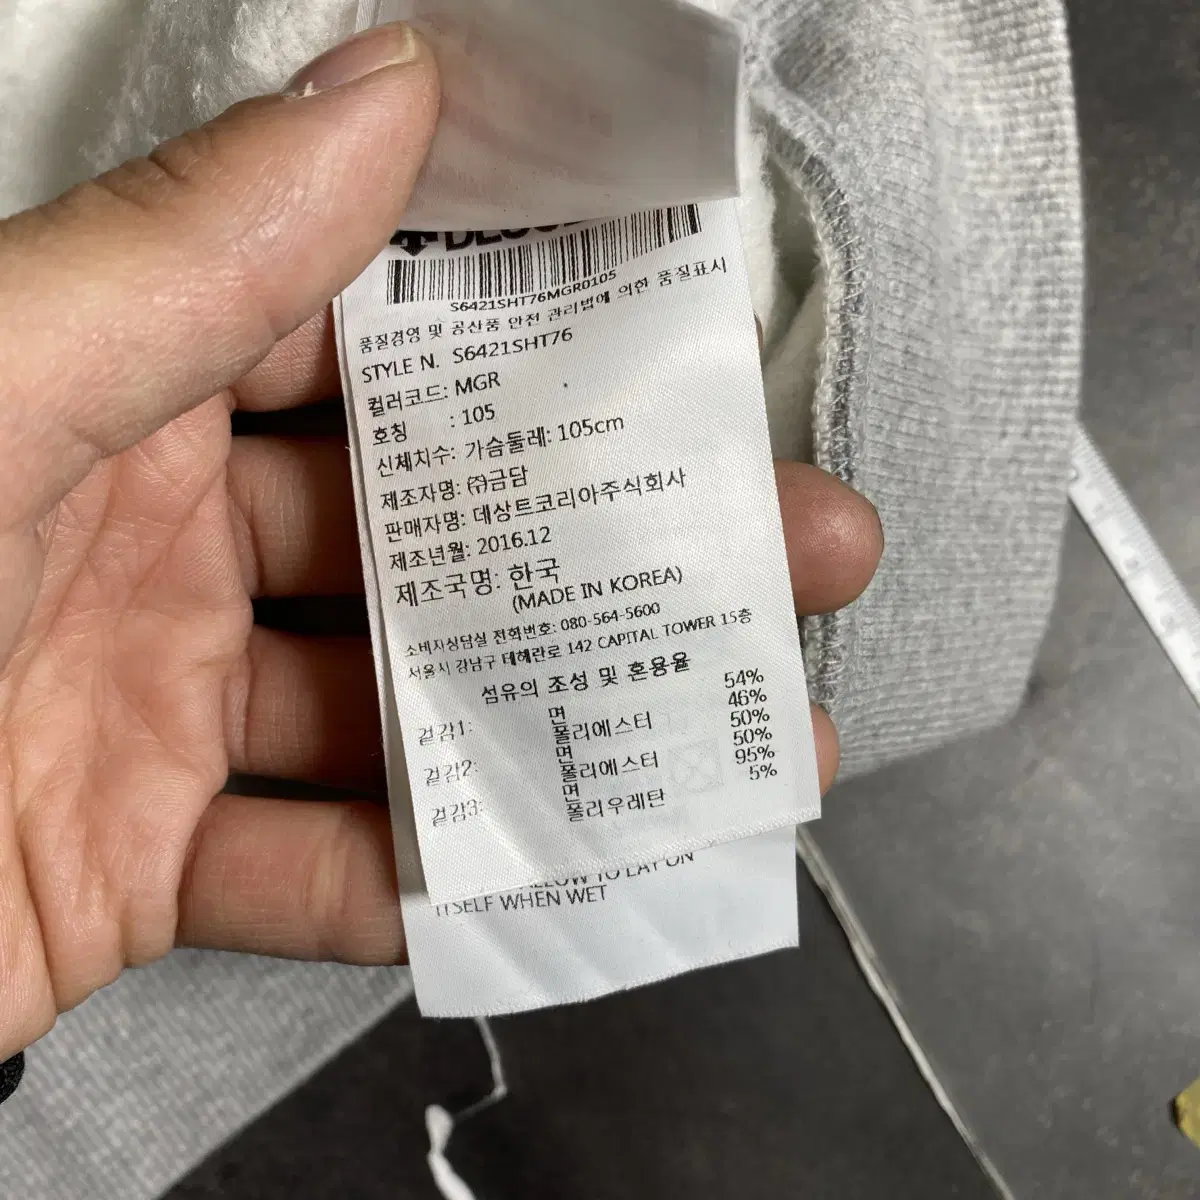 S6421SHT76MGR0105
품질경영 및 공산품 안전 관리법에 의한 품질표시
STYLE N. S6421SHT76
컬러코드: MGR
호칭 : 105
신체치수: 가슴둘레: 105cm
제조자명: ㈜금담
판매자명: 데상트코리아주식회사
제조년월: 2016.12
제조국명: 한국
(MADE IN KOREA)
소비자상담실 전화번호: 080-564-5600
서울시 강남구 테헤란로 142 CAPITAL TOWER 15층
섬유의 조성 및 혼용율
겉감1: 면 54%
폴리에스터 46%
겉감2: 면 50%
폴리에스터 50%
겉감3: 면 95%
폴리우레탄 5%
ALLOW TO LAY ON
ITSELF WHEN WET